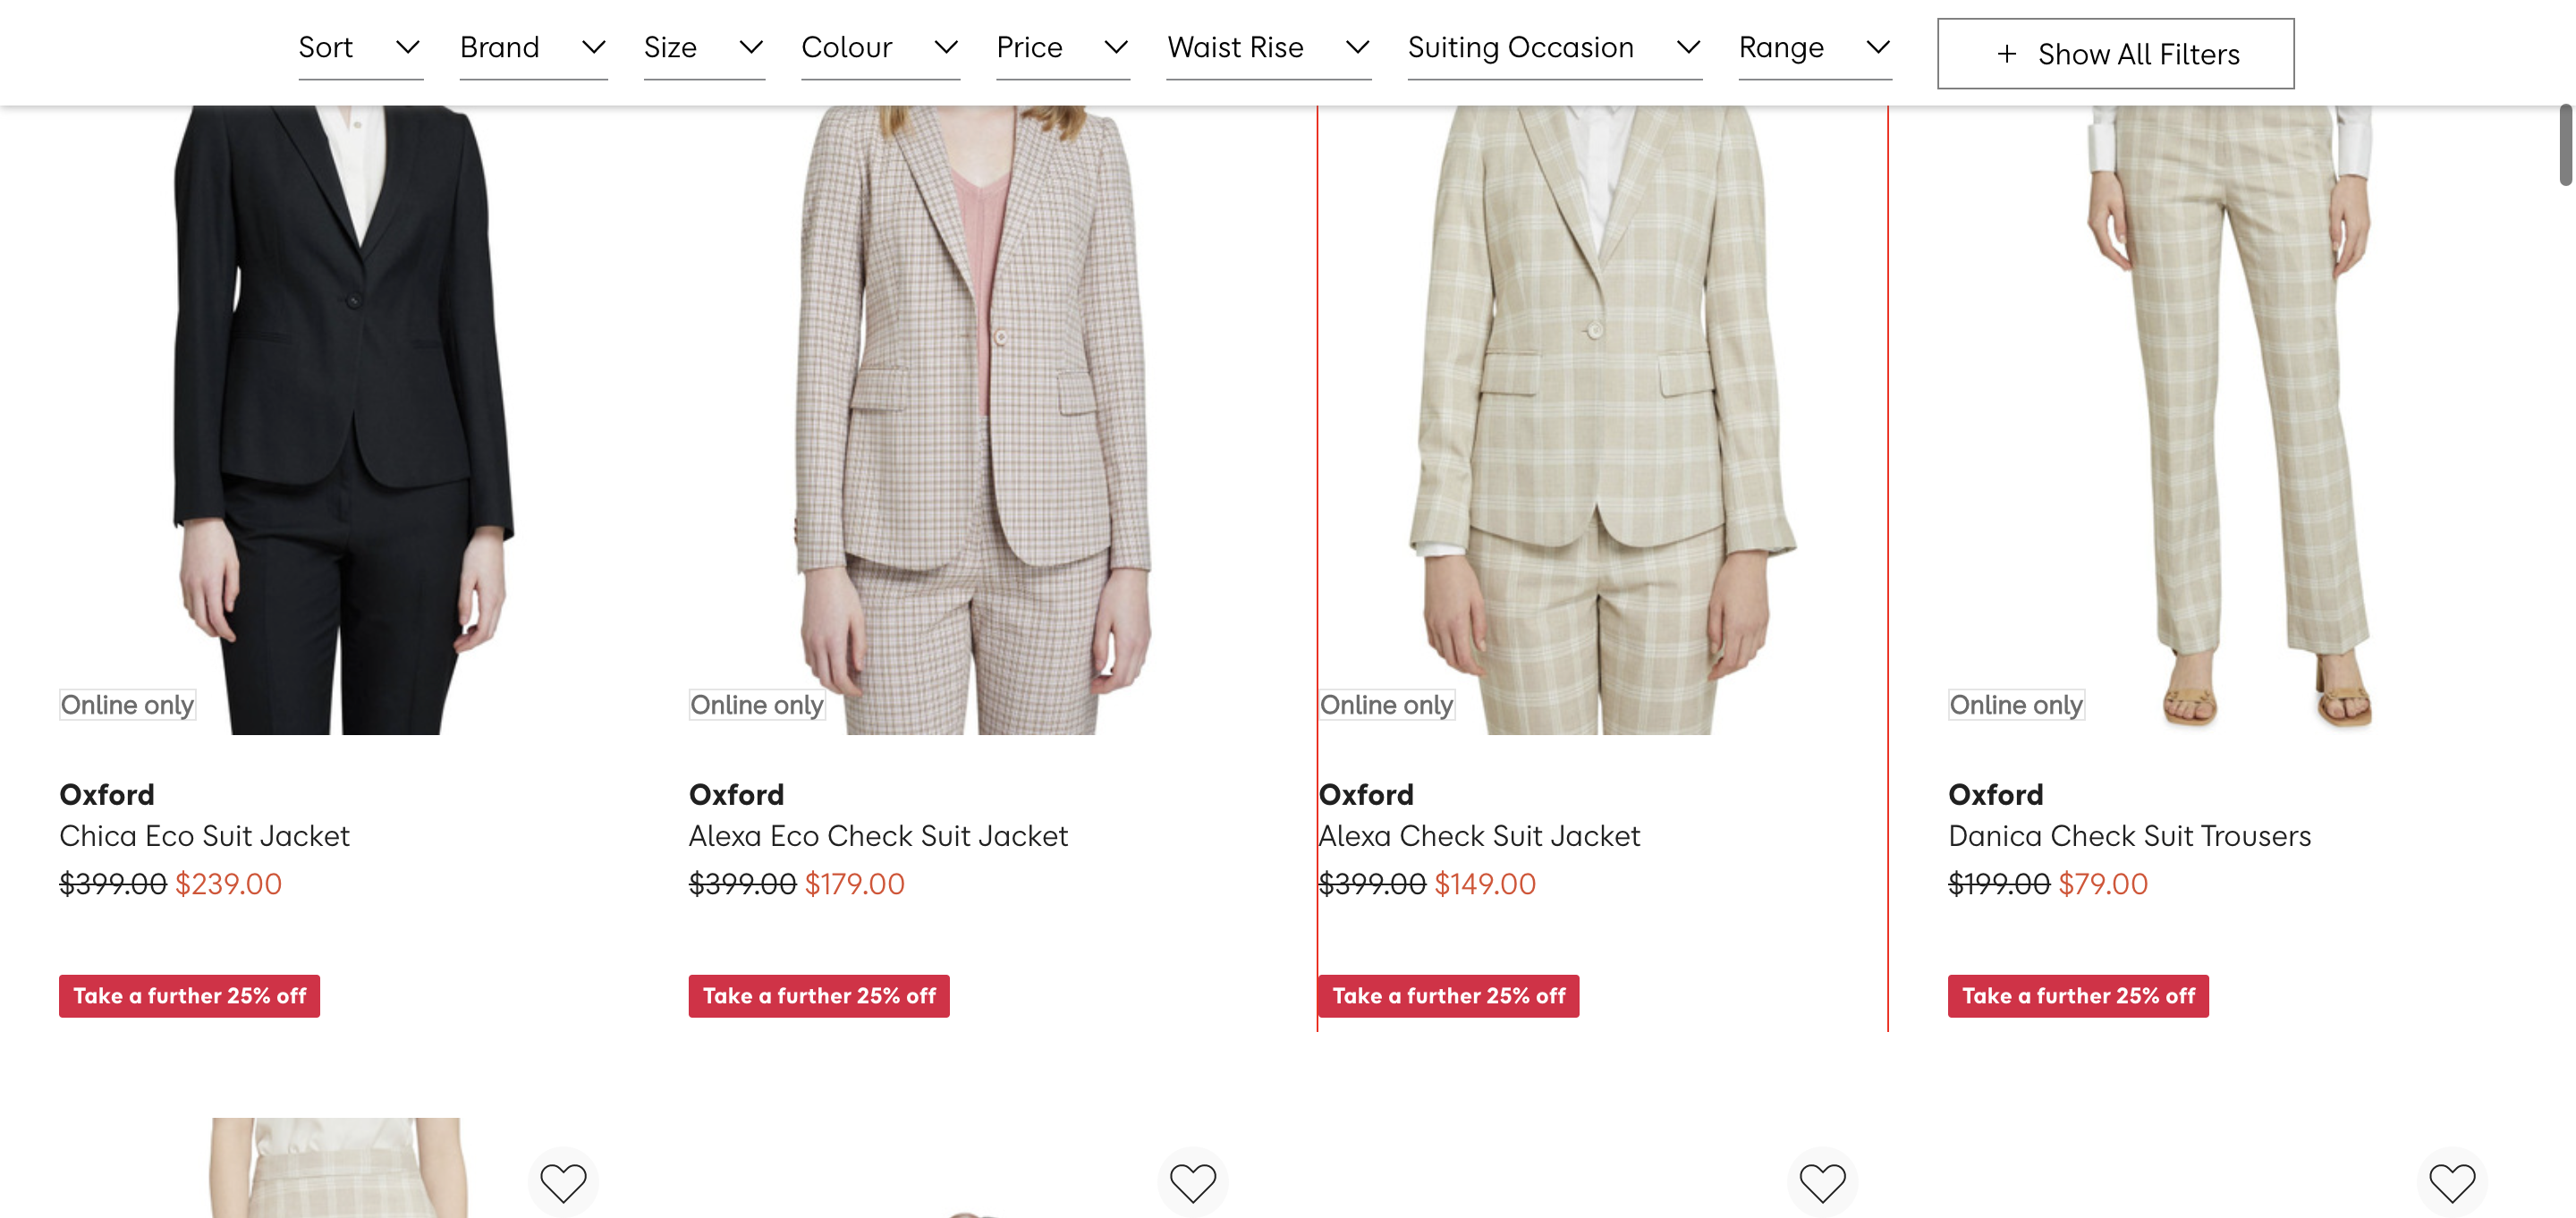 Sort Brand Size Colour Price Waist Rise Suiting Occasion Range + Show All Filters
Online only Online only Online only Online only
Oxford Oxford Oxford Oxford
Chica Eco Suit Jacket Alexa Eco Check Suit Jacket Alexa Check Suit Jacket Danica Check Suit Trousers
$399.00 $239.00 $399.00 $179.00 $399.00 $149.00 $199.00 $79.00
Take a further 25% off Take a further 25% off Take a further 25% off Take a further 25% off